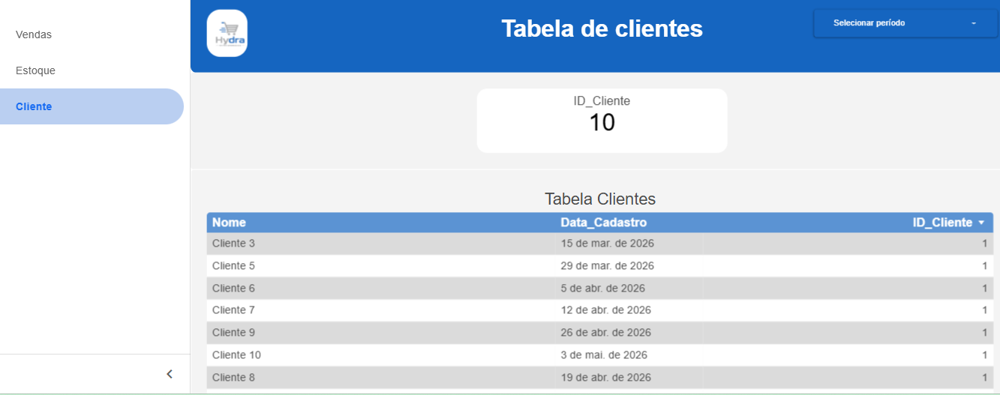 Vendas
Estoque
Cliente
Hydra
Tabela de clientes
Selecionar período
ID_Cliente
10
Tabela Clientes
Nome Data_Cadastro ID_Cliente
Cliente 3 15 de mar. de 2026 1
Cliente 5 29 de mar. de 2026 1
Cliente 6 5 de abr. de 2026 1
Cliente 7 12 de abr. de 2026 1
Cliente 9 26 de abr. de 2026 1
Cliente 10 3 de mai. de 2026 1
Cliente 8 19 de abr. de 2026 1